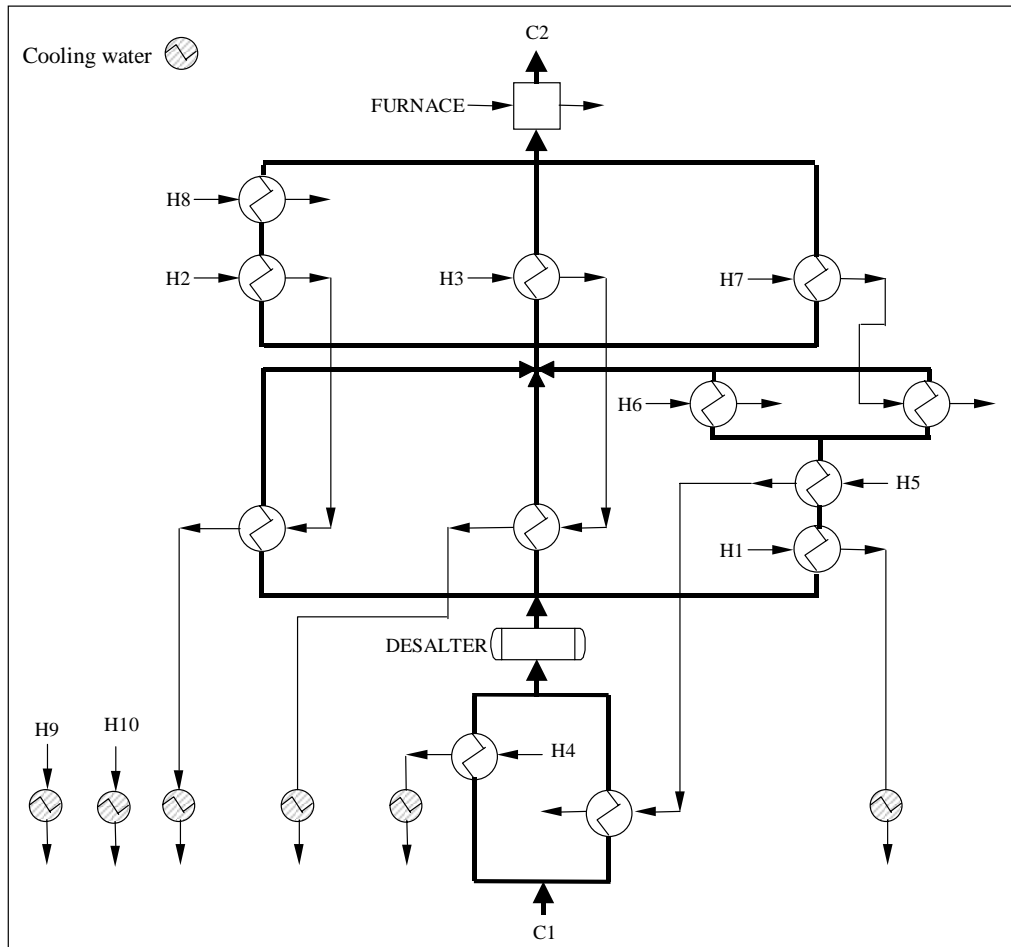 C2
Cooling water
FURNACE
H8
H2
H3
H7
H6
H5
H1
DESALTER
H9
H10
H4
C1